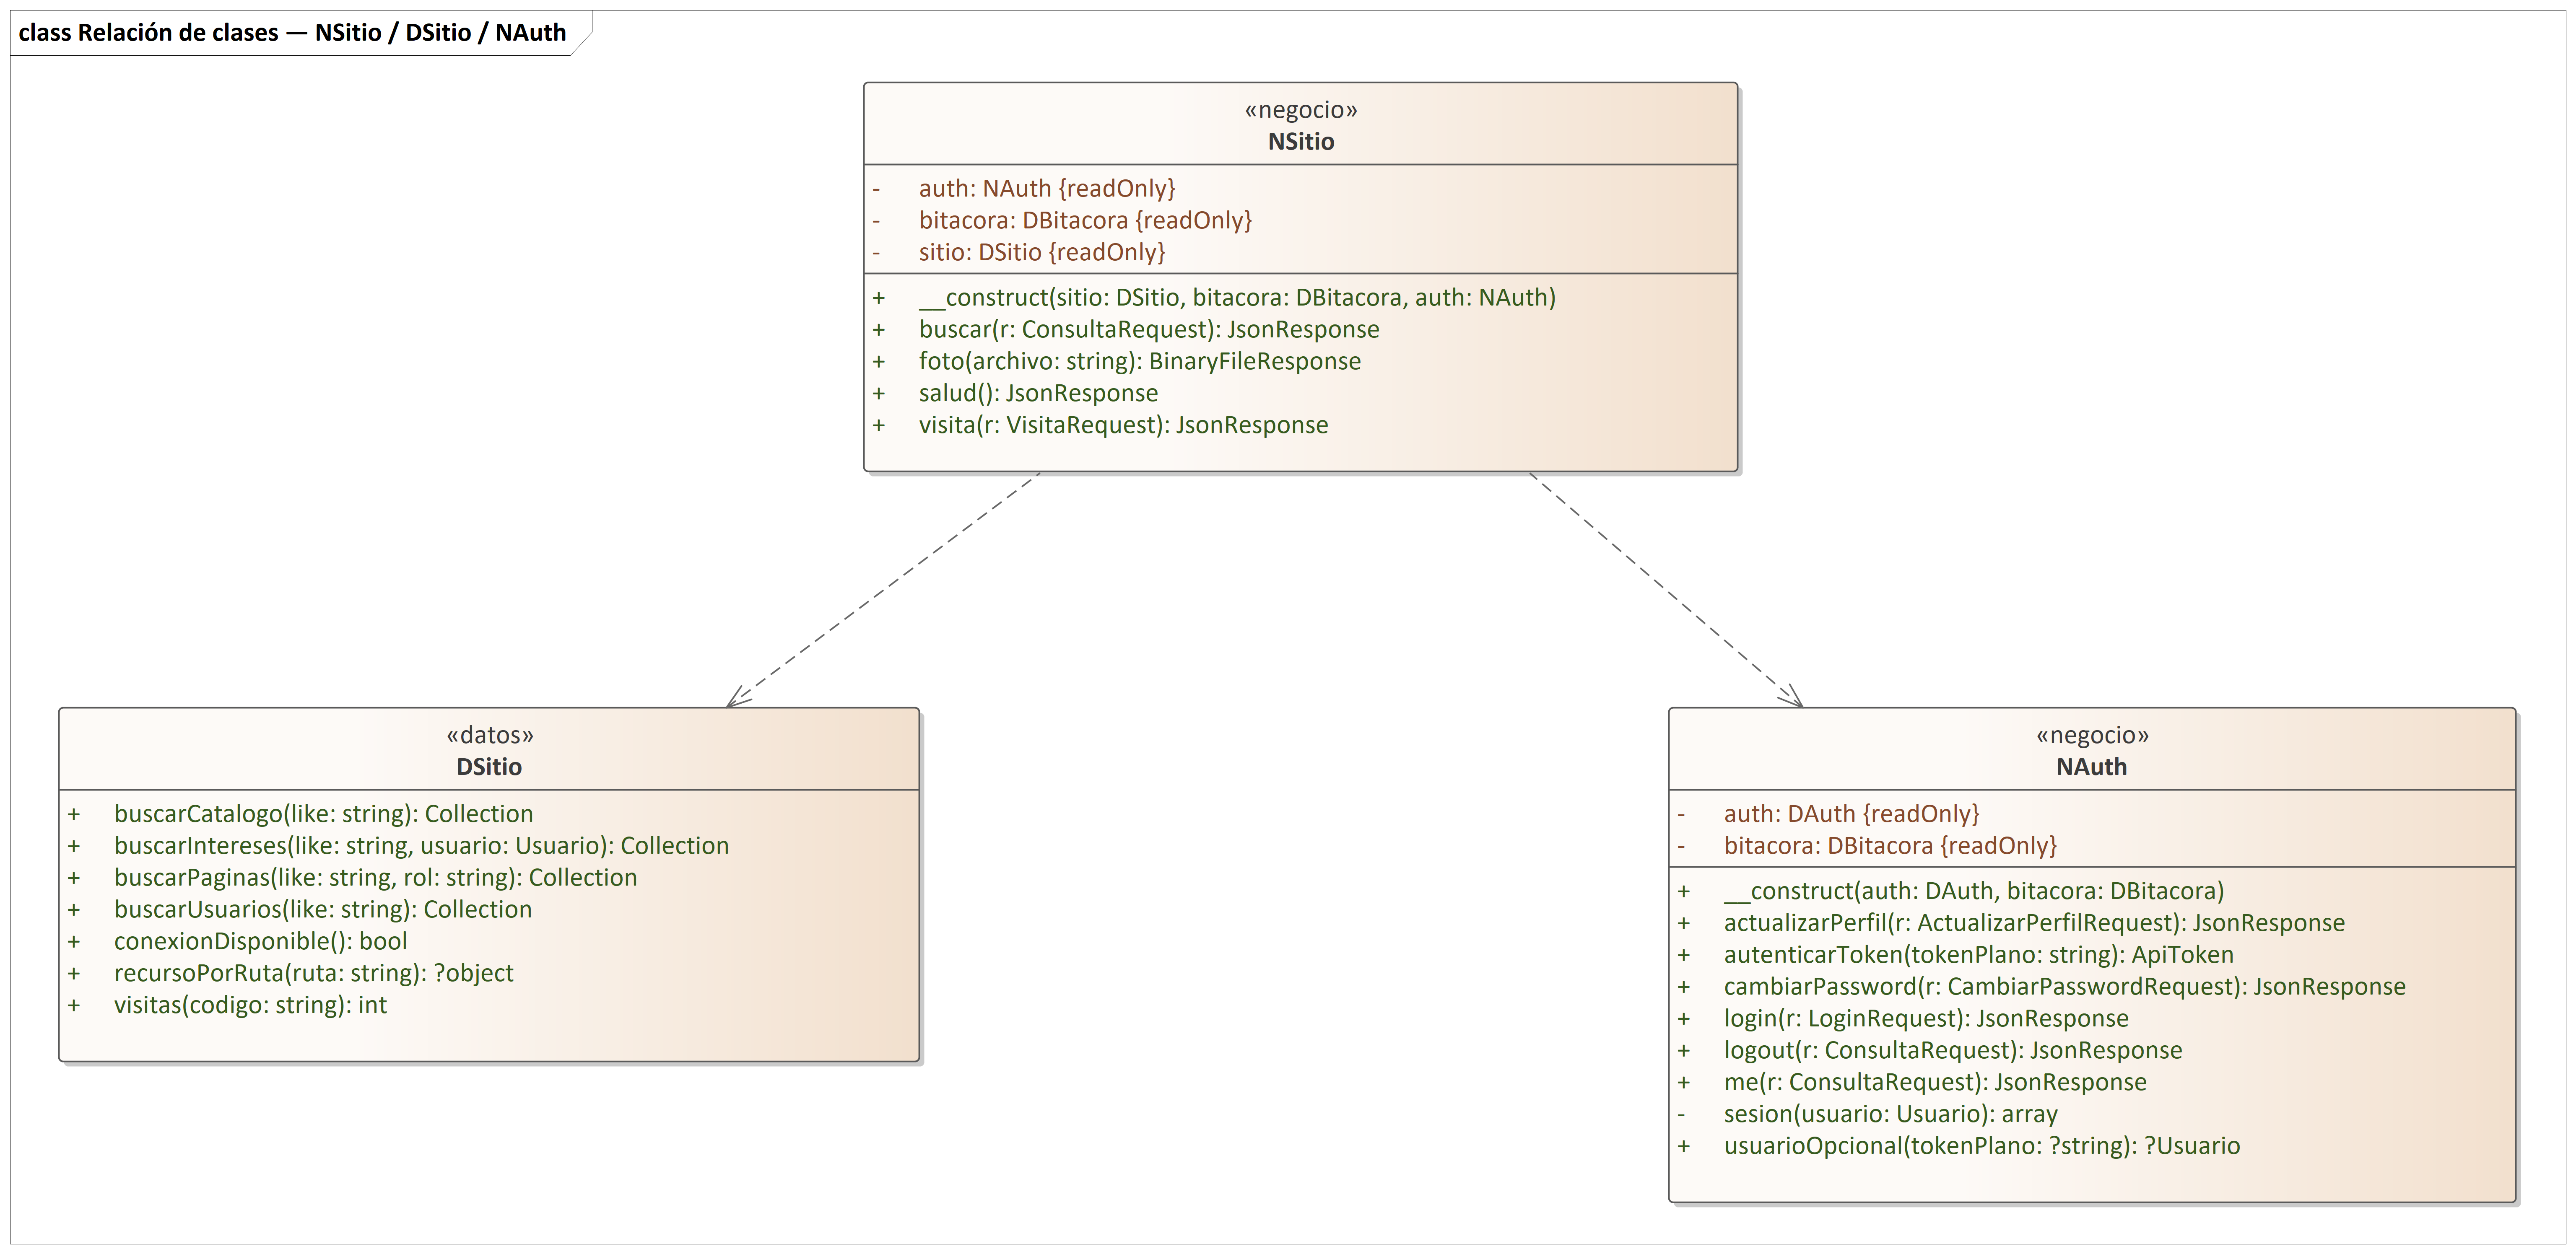 class Relación de clases — NSitio / DSitio / NAuth
«negocio»
NSitio
- auth: NAuth {readOnly}
- bitacora: DBitacora {readOnly}
- sitio: DSitio {readOnly}
+ __construct(sitio: DSitio, bitacora: DBitacora, auth: NAuth)
+ buscar(r: ConsultaRequest): JsonResponse
+ foto(archivo: string): BinaryFileResponse
+ salud(): JsonResponse
+ visita(r: VisitaRequest): JsonResponse
«datos»
DSitio
+ buscarCatalogo(like: string): Collection
+ buscarIntereses(like: string, usuario: Usuario): Collection
+ buscarPaginas(like: string, rol: string): Collection
+ buscarUsuarios(like: string): Collection
+ conexionDisponible(): bool
+ recursoPorRuta(ruta: string): ?object
+ visitas(codigo: string): int
«negocio»
NAuth
- auth: DAuth {readOnly}
- bitacora: DBitacora {readOnly}
+ __construct(auth: DAuth, bitacora: DBitacora)
+ actualizarPerfil(r: ActualizarPerfilRequest): JsonResponse
+ autenticarToken(tokenPlano: string): ApiToken
+ cambiarPassword(r: CambiarPasswordRequest): JsonResponse
+ login(r: LoginRequest): JsonResponse
+ logout(r: ConsultaRequest): JsonResponse
+ me(r: ConsultaRequest): JsonResponse
- sesion(usuario: Usuario): array
+ usuarioOpcional(tokenPlano: ?string): ?Usuario